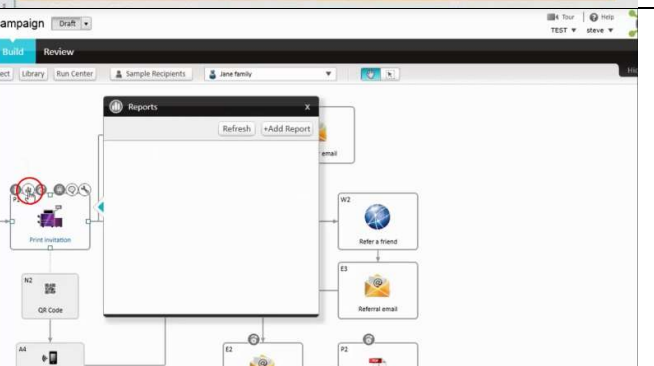 ampaign Draft Tour Help
TEST steve
Build Review
ect Library Run Center Sample Recipients Jane family Hid
Reports X
Refresh +Add Report
email
W2
Print invitation Refer a friend
N2 E3
QR Code Referral email
A4 E2 P2